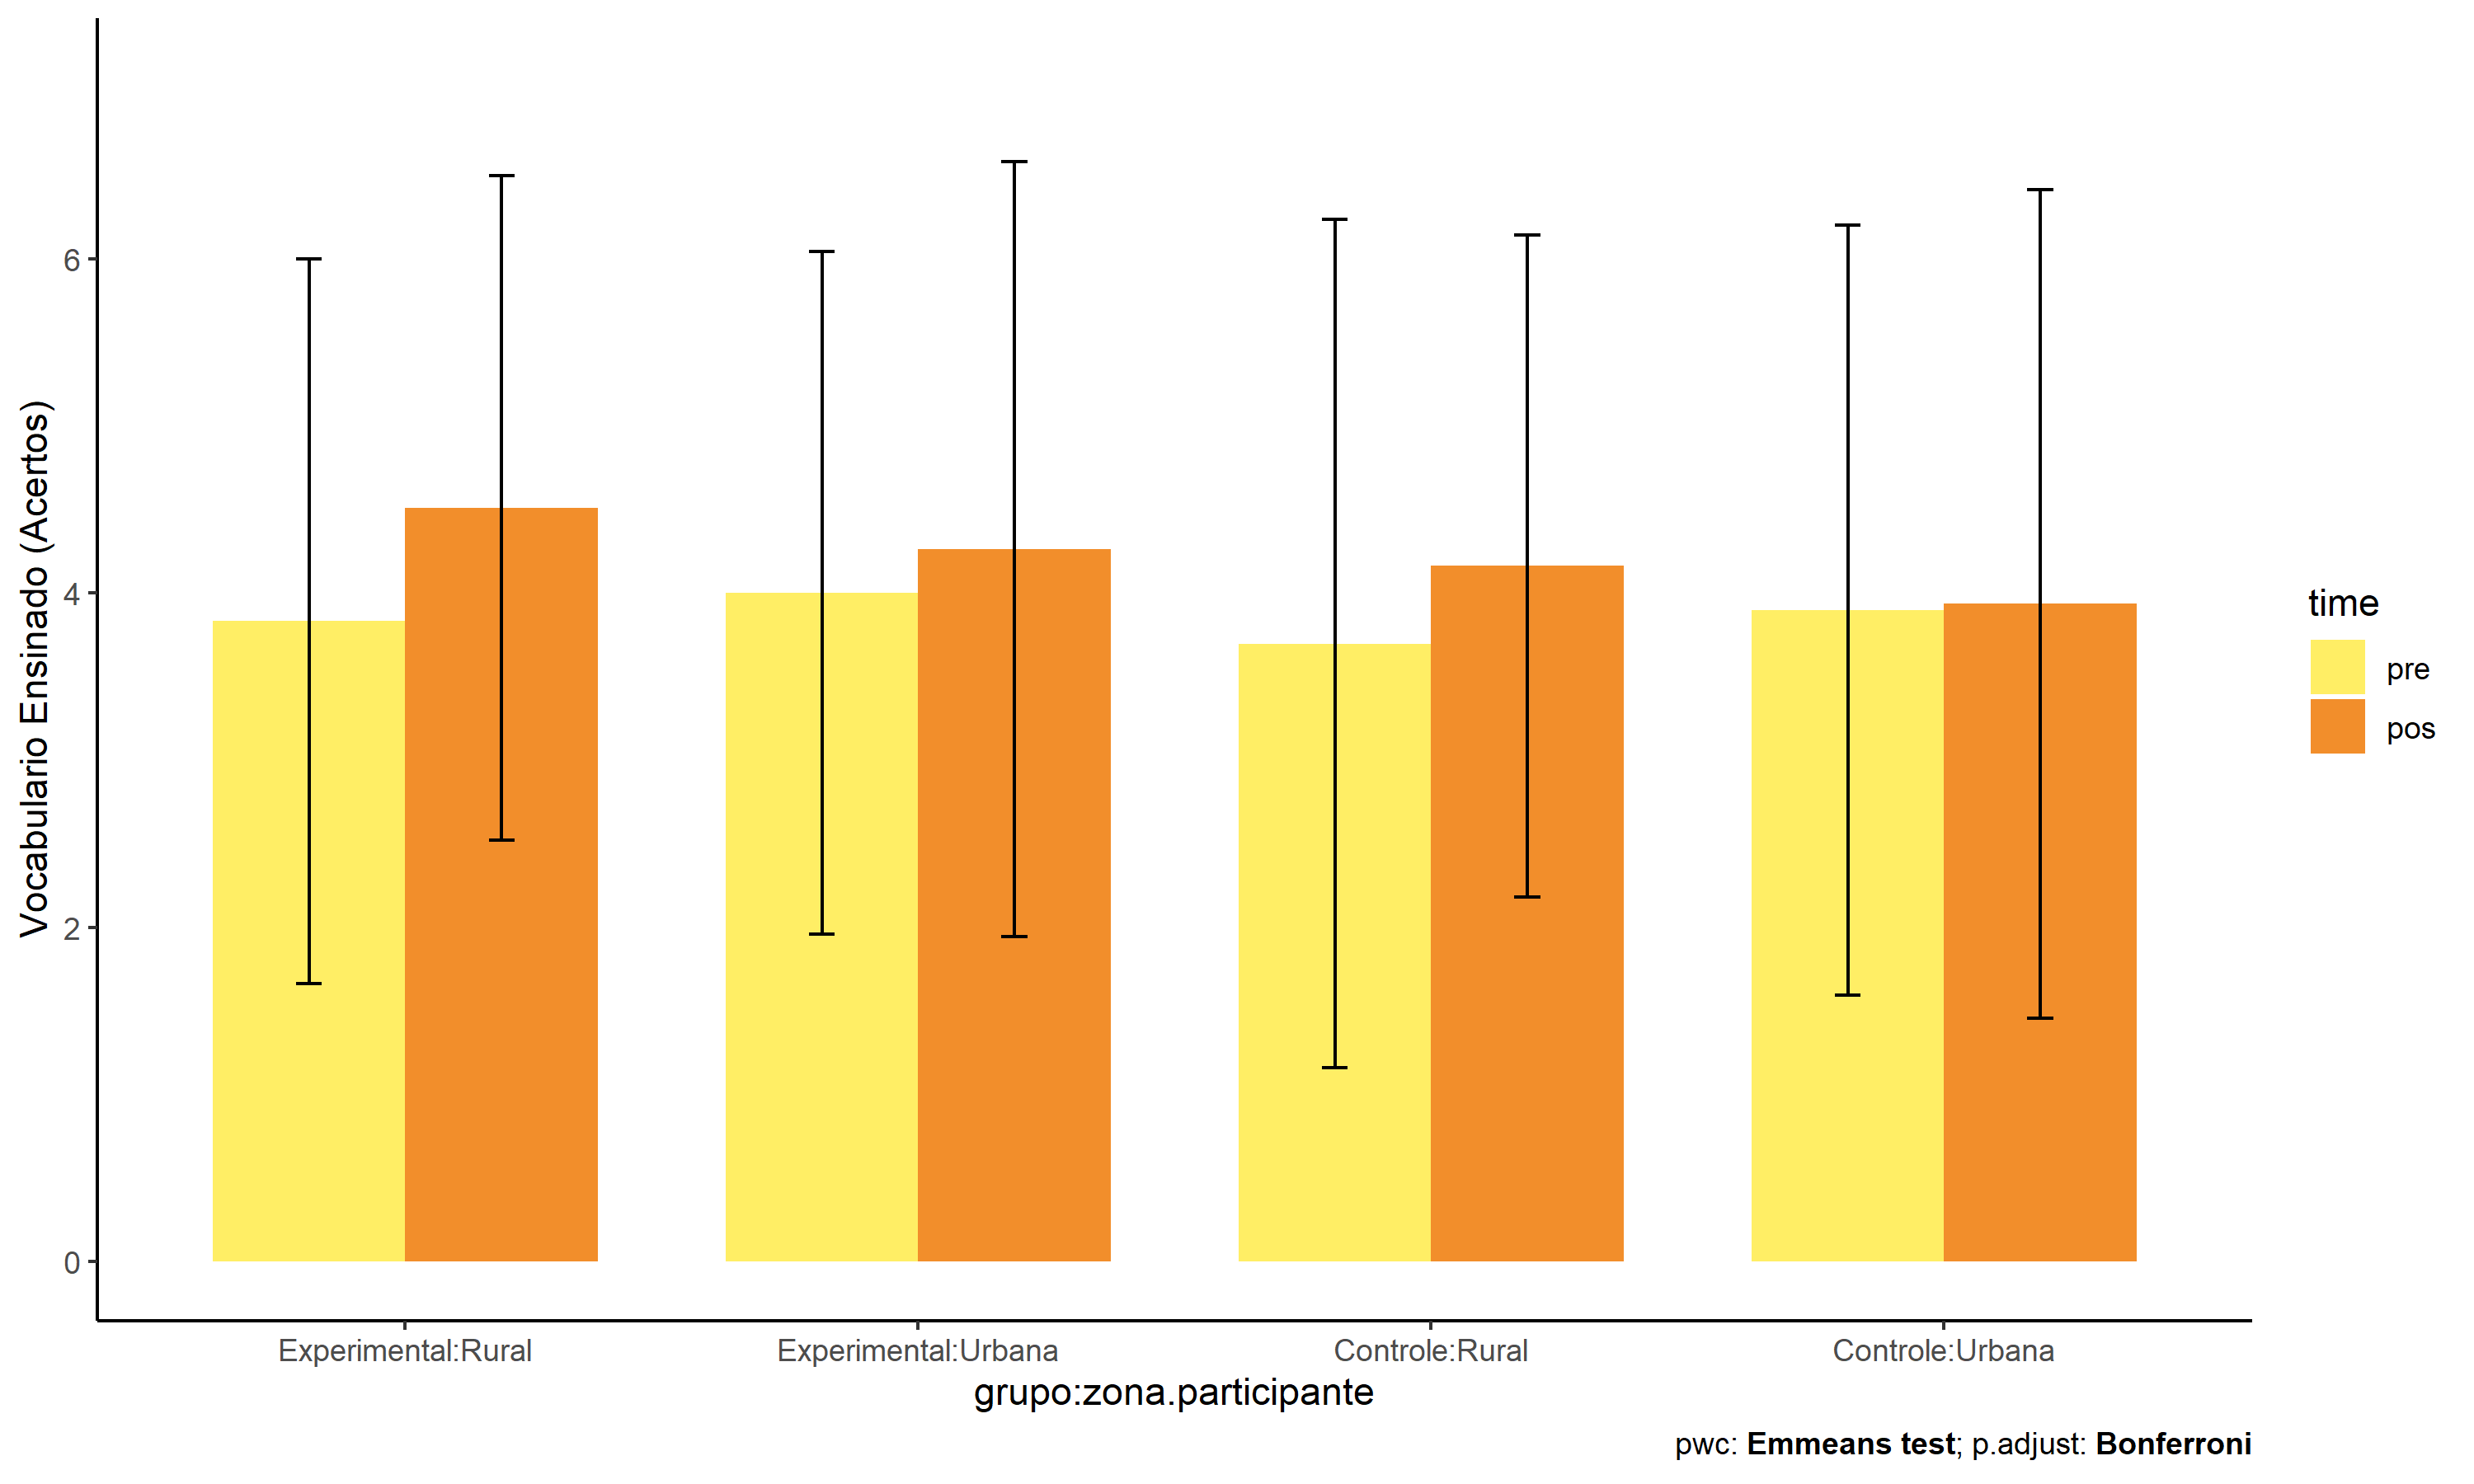 Vocabulario Ensinado (Acertos)
6
4
2
0
Experimental:Rural
Experimental:Urbana
Controle:Rural
Controle:Urbana
grupo:zona.participante
time
pre
pos
pwc: Emmeans test; p.adjust: Bonferroni